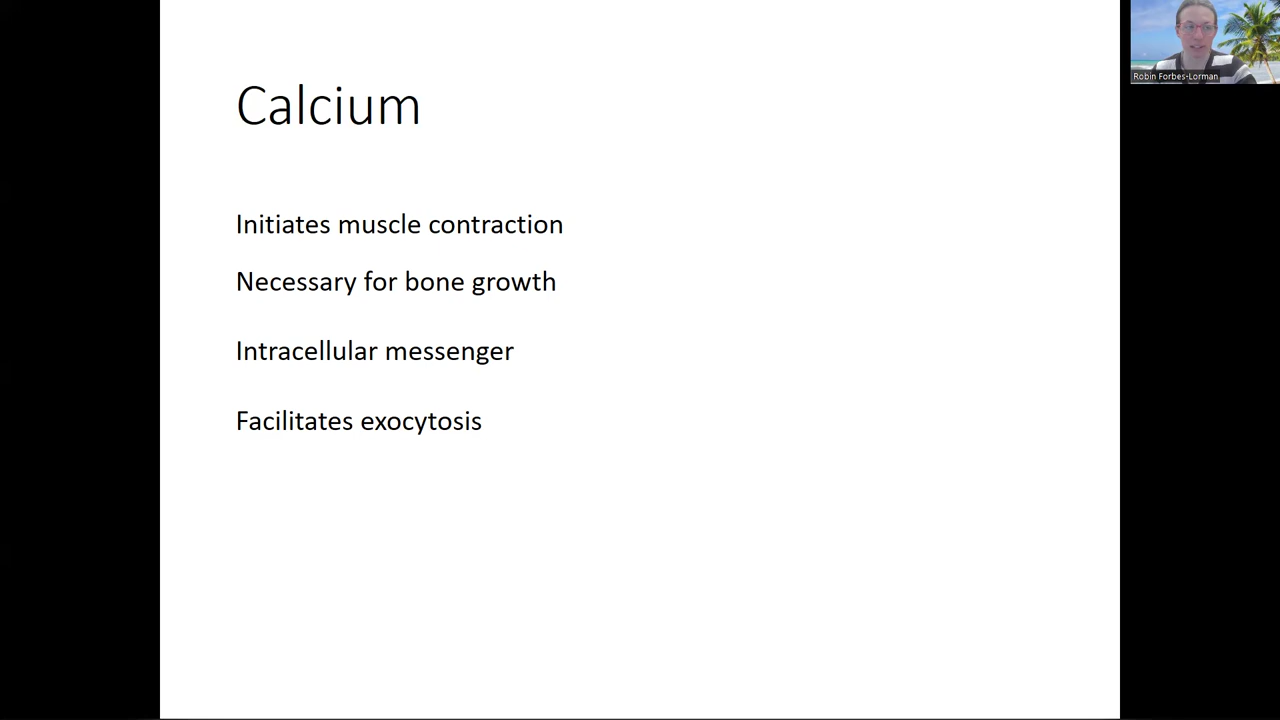 Calcium
Initiates muscle contraction
Necessary for bone growth
Intracellular messenger
Facilitates exocytosis
Robin Forbes-Lorman